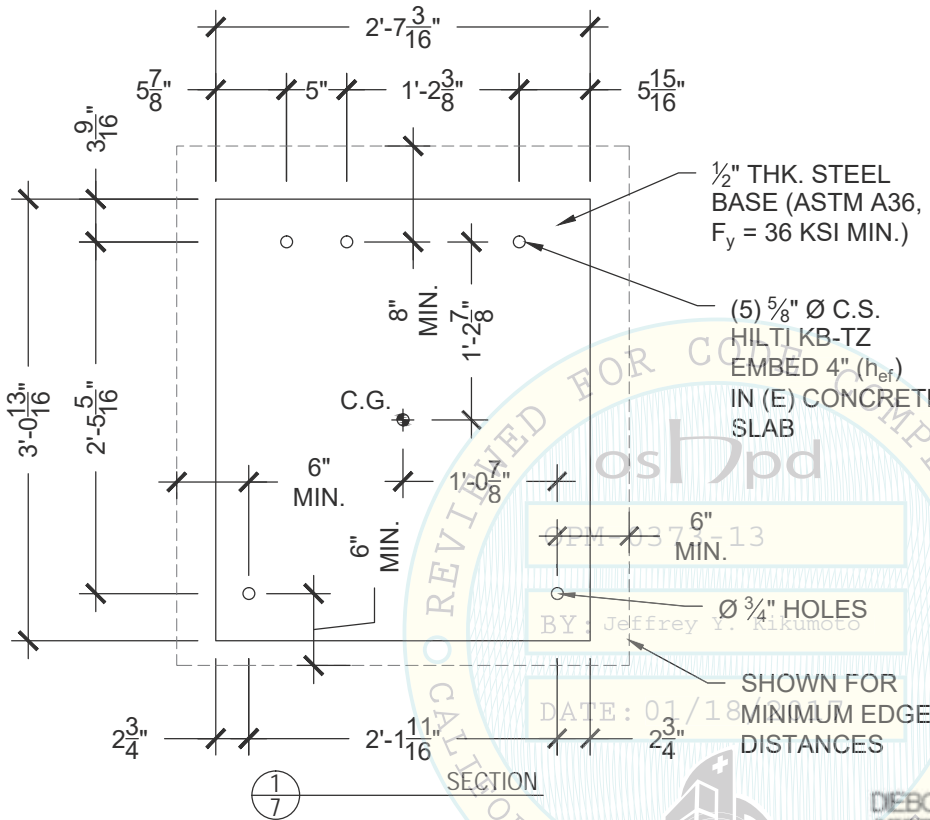 2'-7 3/16"
5 7/8"
5"
1'-2 3/8"
5 15/16"
3 9/16"
½" THK. STEEL
BASE (ASTM A36,
Fy = 36 KSI MIN.)
(5) ⅝" Ø C.S.
HILTI KB-TZ
EMBED 4" (hef)
IN (E) CONCRETE
SLAB
8"
MIN.
1'-2 7/8"
3'-0 13/16"
2'-5 5/16"
C.G.
6"
MIN.
1'-0 7/8"
6"
MIN.
6"
MIN.
Ø ¾" HOLES
SHOWN FOR
MINIMUM EDGE
DISTANCES
2 3/4"
2'-1 11/16"
2 3/4"
1
7
SECTION
REVIEWED FOR CODE COMPL
oshpd
OPM-0373-13
BY: Jeffrey Y. Kikumoto
DATE: 01/18/2017
CALIFO
DIEBO